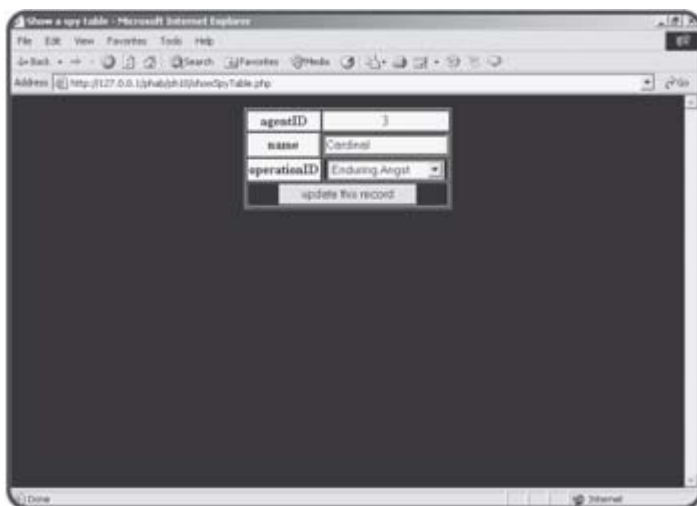 Show a spy table - Microsoft Internet Explorer
File Edit View Favorites Tools Help
Back Search Favorites Media
Address http://127.0.0.1/phab/ph10/showSpyTable.php Go
agentID 3
name Cardinal
operationID Enduring Angst
update this record
Done Internet